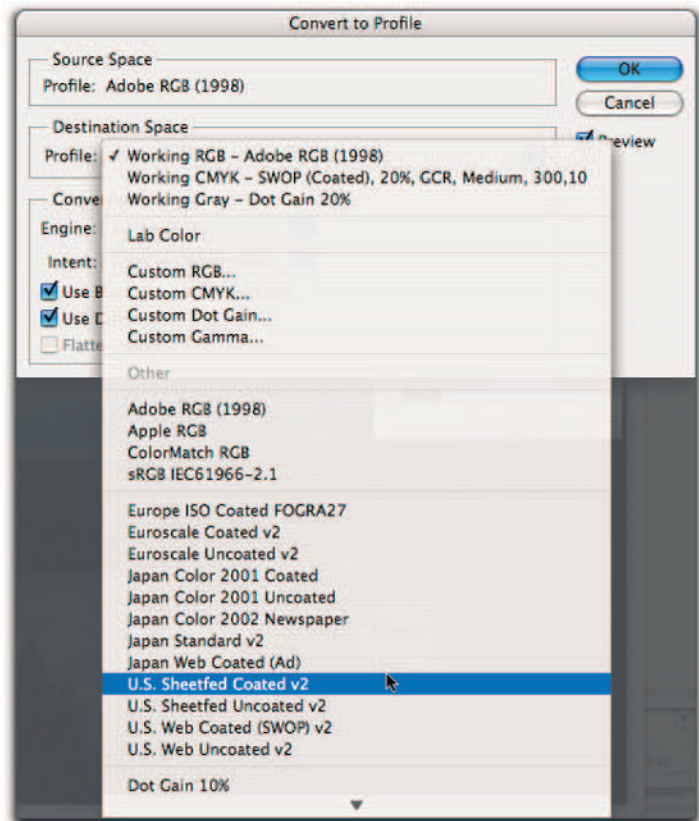 Convert to Profile
Source Space
Profile: Adobe RGB (1998)
OK
Cancel
Destination Space
Profile:
Preview
✓ Working RGB – Adobe RGB (1998)
Working CMYK – SWOP (Coated), 20%, GCR, Medium, 300,10
Working Gray – Dot Gain 20%
Engine:
Lab Color
Intent:
Custom RGB...
Use
Custom CMYK...
Use
Custom Dot Gain...
Custom Gamma...
Other
Adobe RGB (1998)
Apple RGB
ColorMatch RGB
sRGB IEC61966-2.1
Europe ISO Coated FOGRA27
Euroscale Coated v2
Euroscale Uncoated v2
Japan Color 2001 Coated
Japan Color 2001 Uncoated
Japan Color 2002 Newspaper
Japan Standard v2
Japan Web Coated (Ad)
U.S. Sheetfed Coated v2
U.S. Sheetfed Uncoated v2
U.S. Web Coated (SWOP) v2
U.S. Web Uncoated v2
Dot Gain 10%